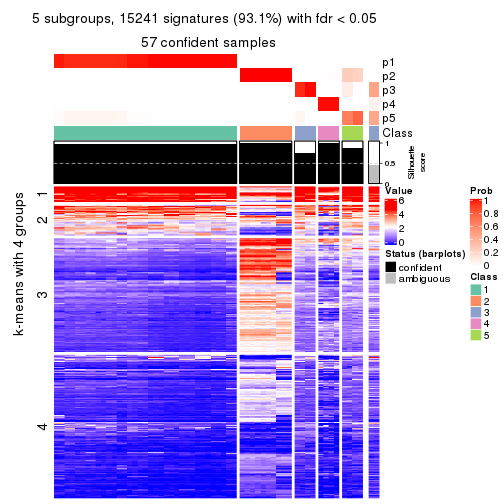 5 subgroups, 15241 signatures (93.1%) with fdr < 0.05
57 confident samples
p1
p2
p3
p4
p5
Class
1
0.5
0
Silhouette
score
k-means with 4 groups
1
2
3
4
Value
6
4
2
0
Status (barplots)
confident
ambiguous
Prob
1
0.8
0.6
0.4
0.2
0
Class
1
2
3
4
5